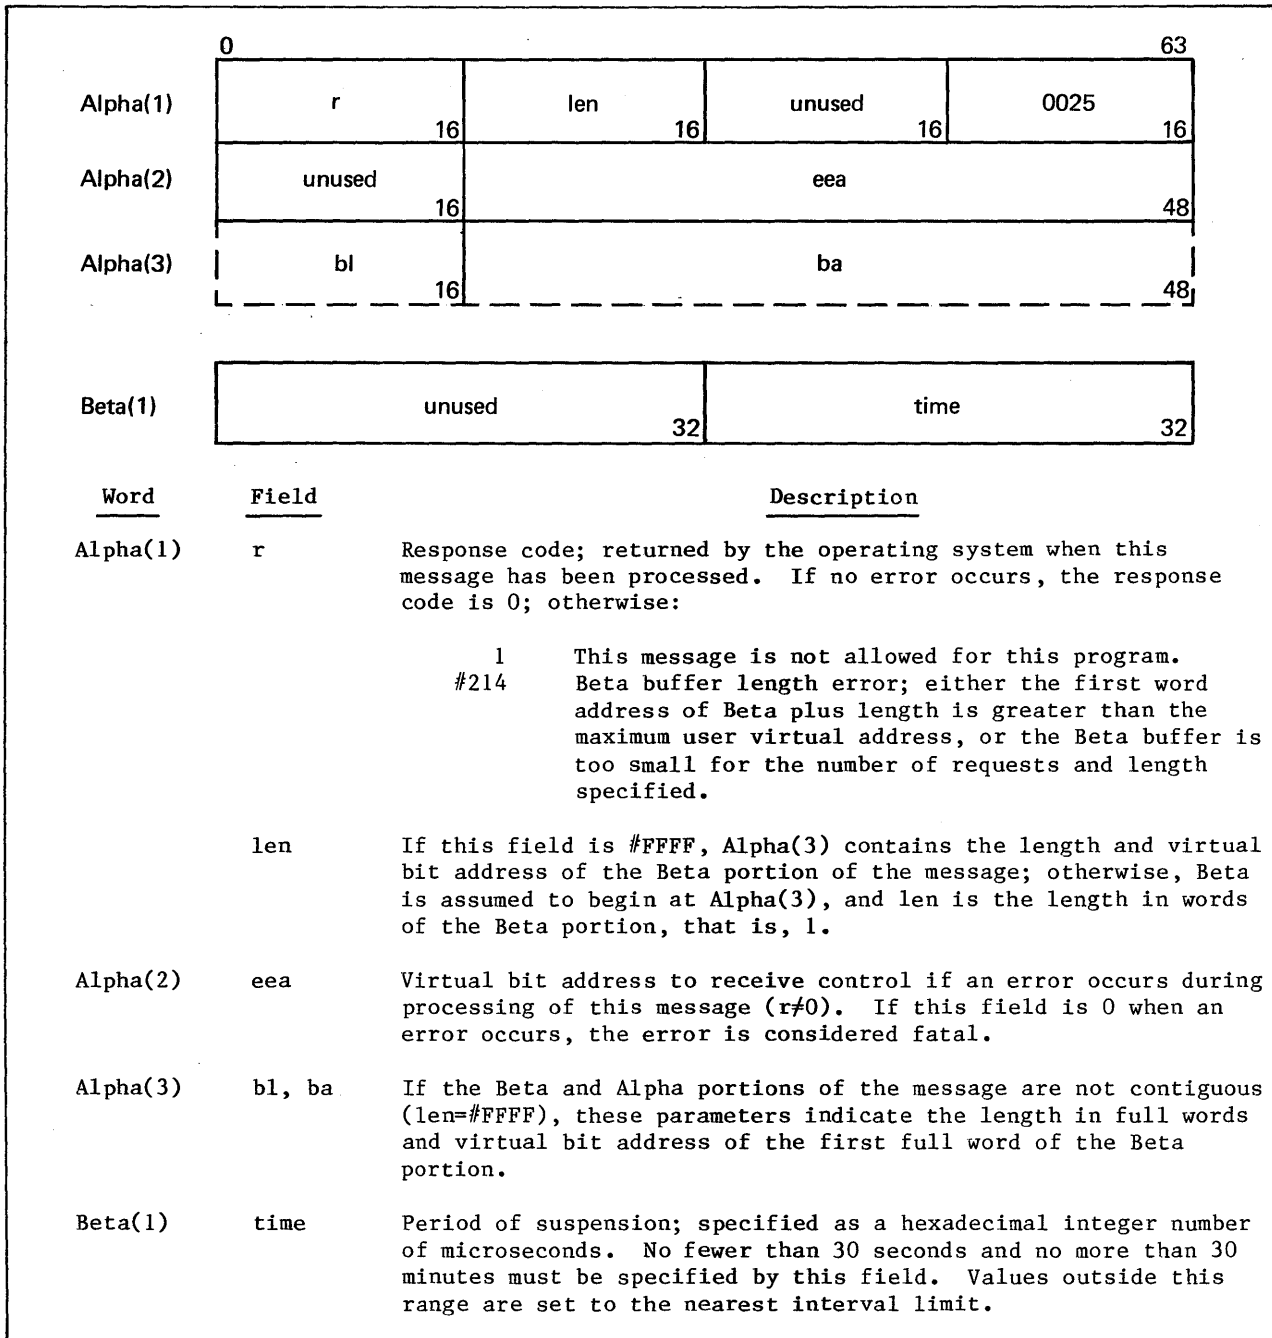 0 63
Alpha(1) r 16 len 16 unused 16 0025 16
Alpha(2) unused 16 eea 48
Alpha(3) bl 16 ba 48
Beta(1) unused 32 time 32
Word Field Description
Alpha(1) r Response code; returned by the operating system when this
message has been processed. If no error occurs, the response
code is 0; otherwise:
1 This message is not allowed for this program.
#214 Beta buffer length error; either the first word
address of Beta plus length is greater than the
maximum user virtual address, or the Beta buffer is
too small for the number of requests and length
specified.
len If this field is #FFFF, Alpha(3) contains the length and virtual
bit address of the Beta portion of the message; otherwise, Beta
is assumed to begin at Alpha(3), and len is the length in words
of the Beta portion, that is, 1.
Alpha(2) eea Virtual bit address to receive control if an error occurs during
processing of this message (r≠0). If this field is 0 when an
error occurs, the error is considered fatal.
Alpha(3) bl, ba If the Beta and Alpha portions of the message are not contiguous
(len=#FFFF), these parameters indicate the length in full words
and virtual bit address of the first full word of the Beta
portion.
Beta(1) time Period of suspension; specified as a hexadecimal integer number
of microseconds. No fewer than 30 seconds and no more than 30
minutes must be specified by this field. Values outside this
range are set to the nearest interval limit.